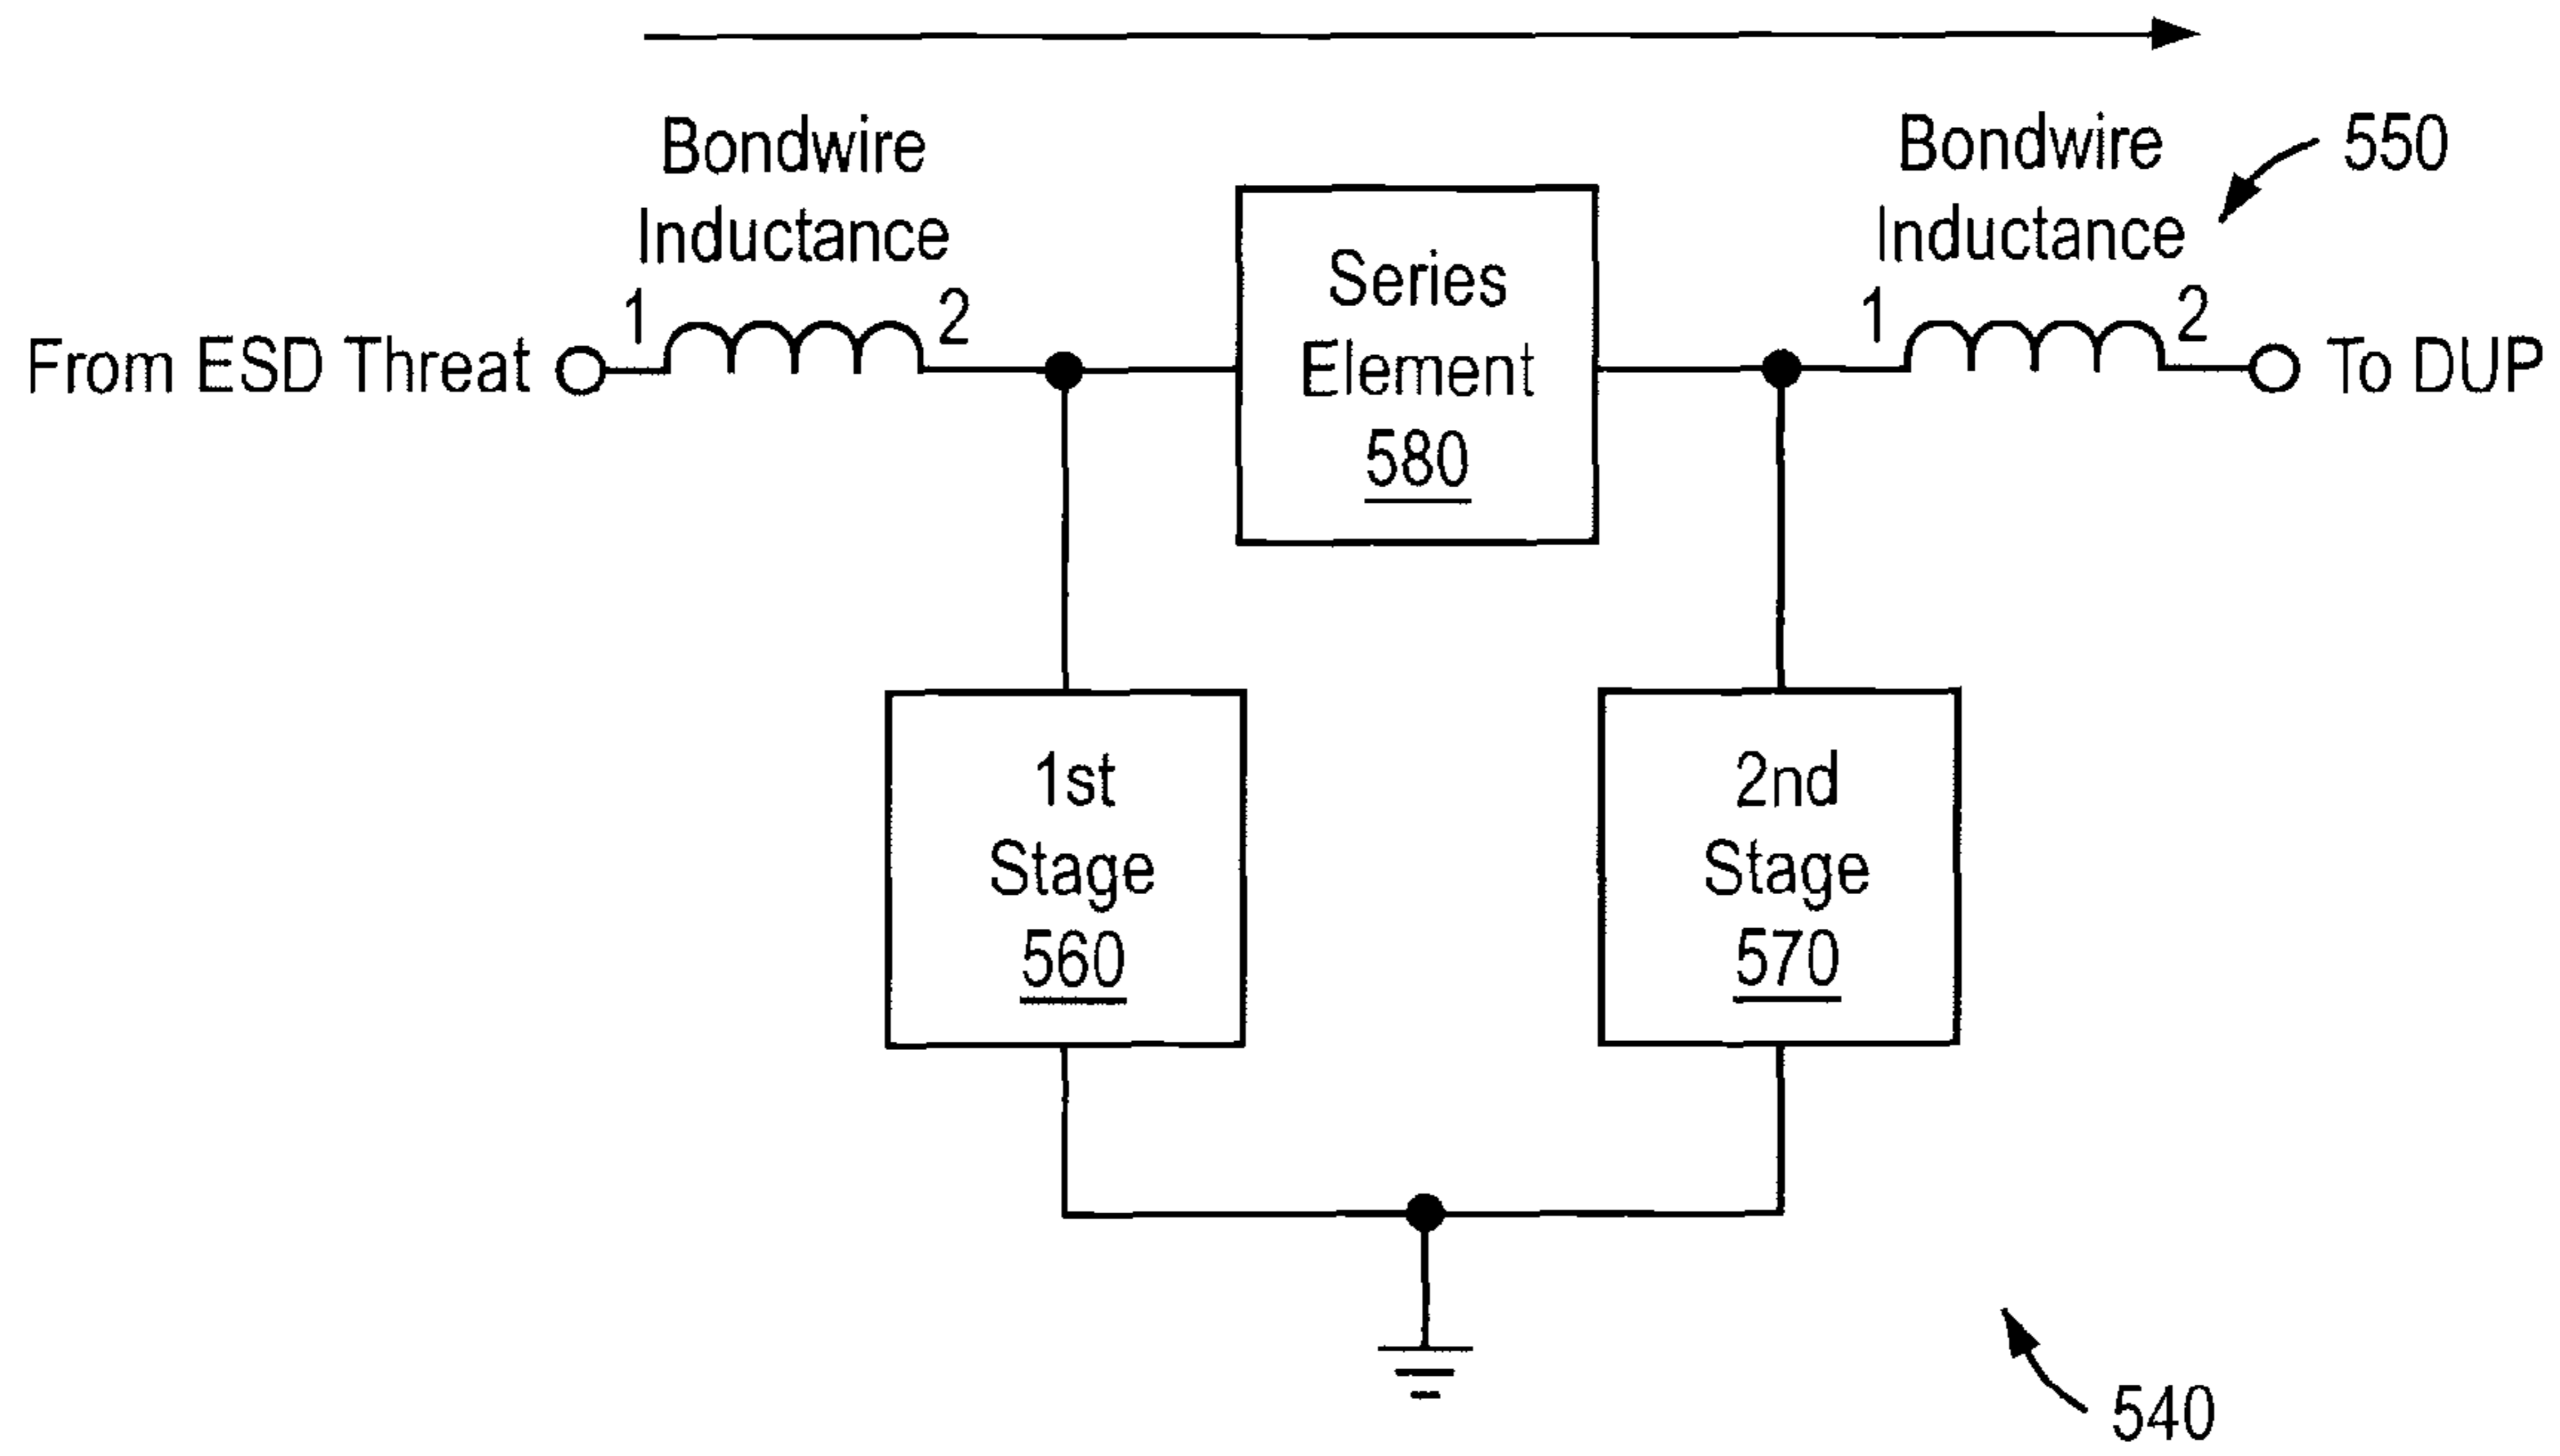 Bondwire
Inductance
1
2
Bondwire
Inductance
1
2
550
From ESD Threat
Series
Element
580
To DUP
1st
Stage
560
2nd
Stage
570
540